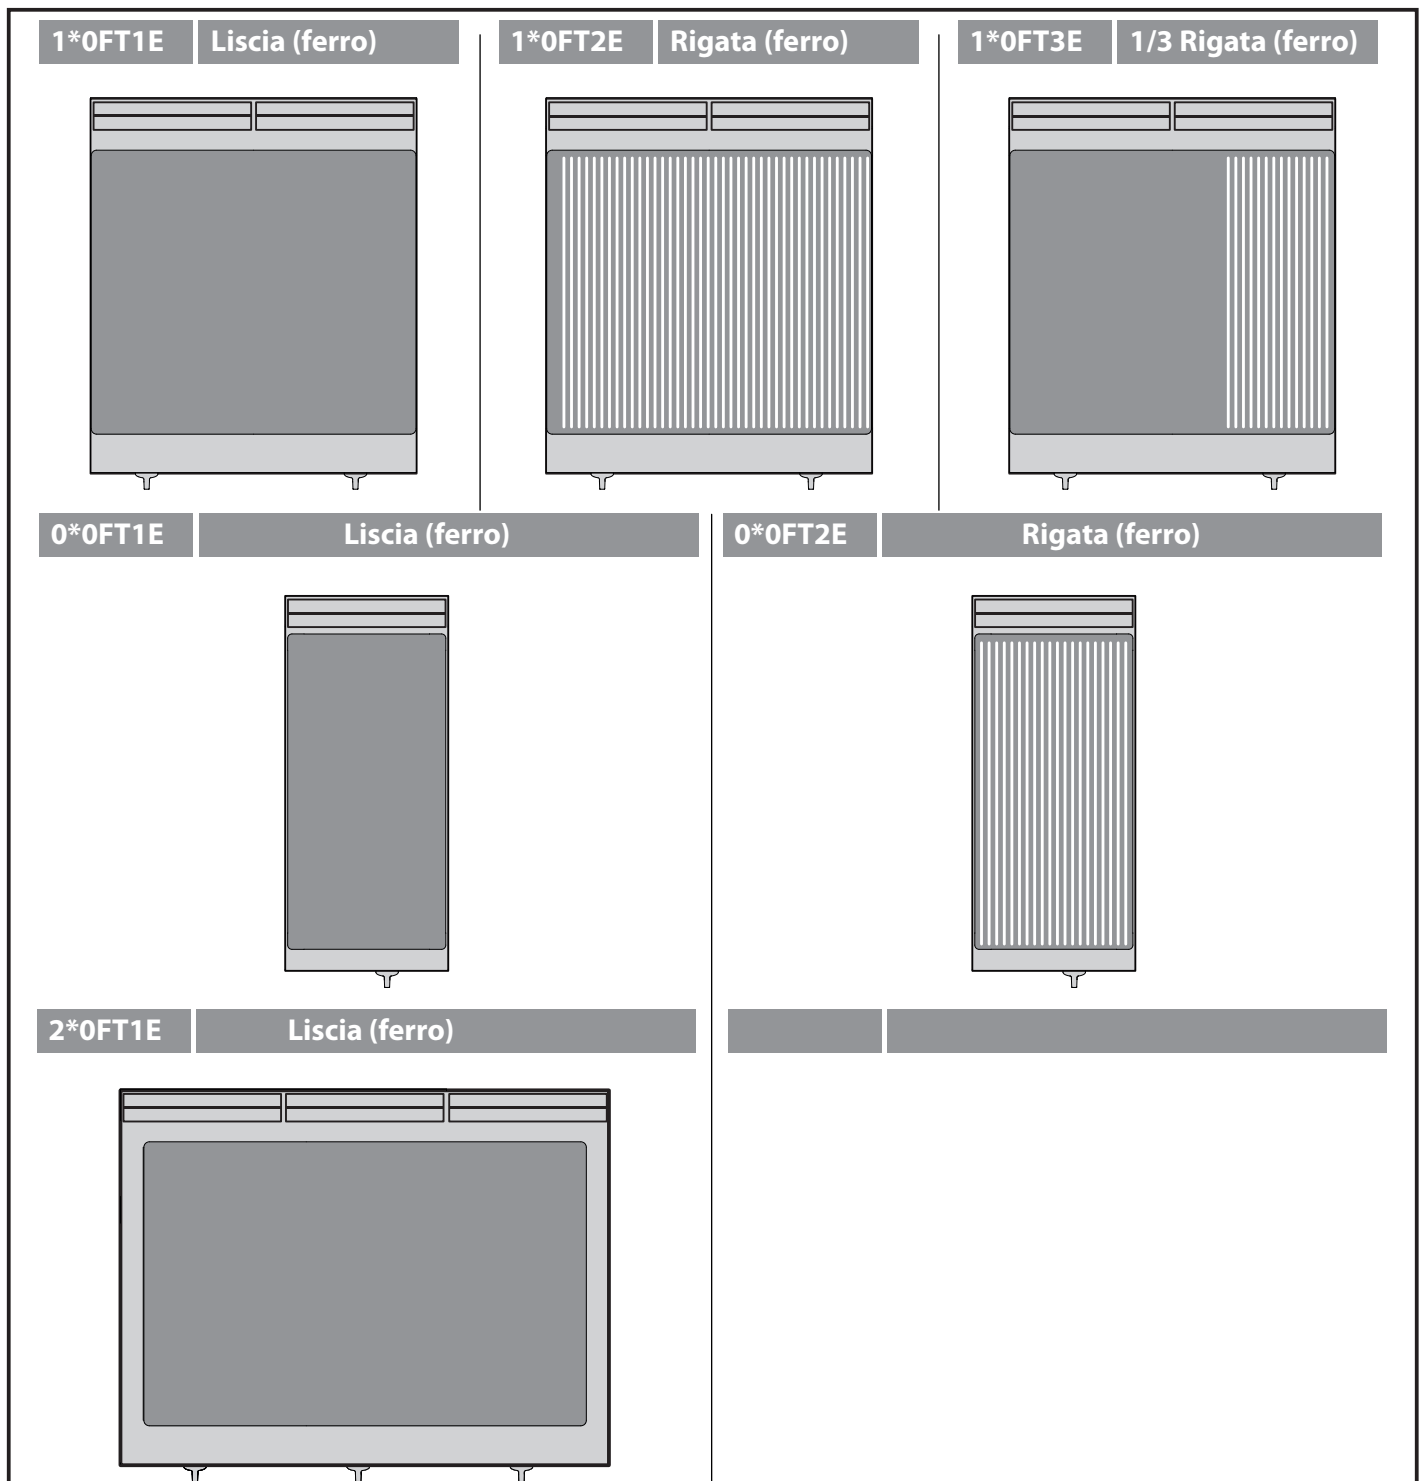 1*0FT1E Liscia (ferro)
1*0FT2E Rigata (ferro)
1*0FT3E 1/3 Rigata (ferro)
0*0FT1E Liscia (ferro)
0*0FT2E Rigata (ferro)
2*0FT1E Liscia (ferro)